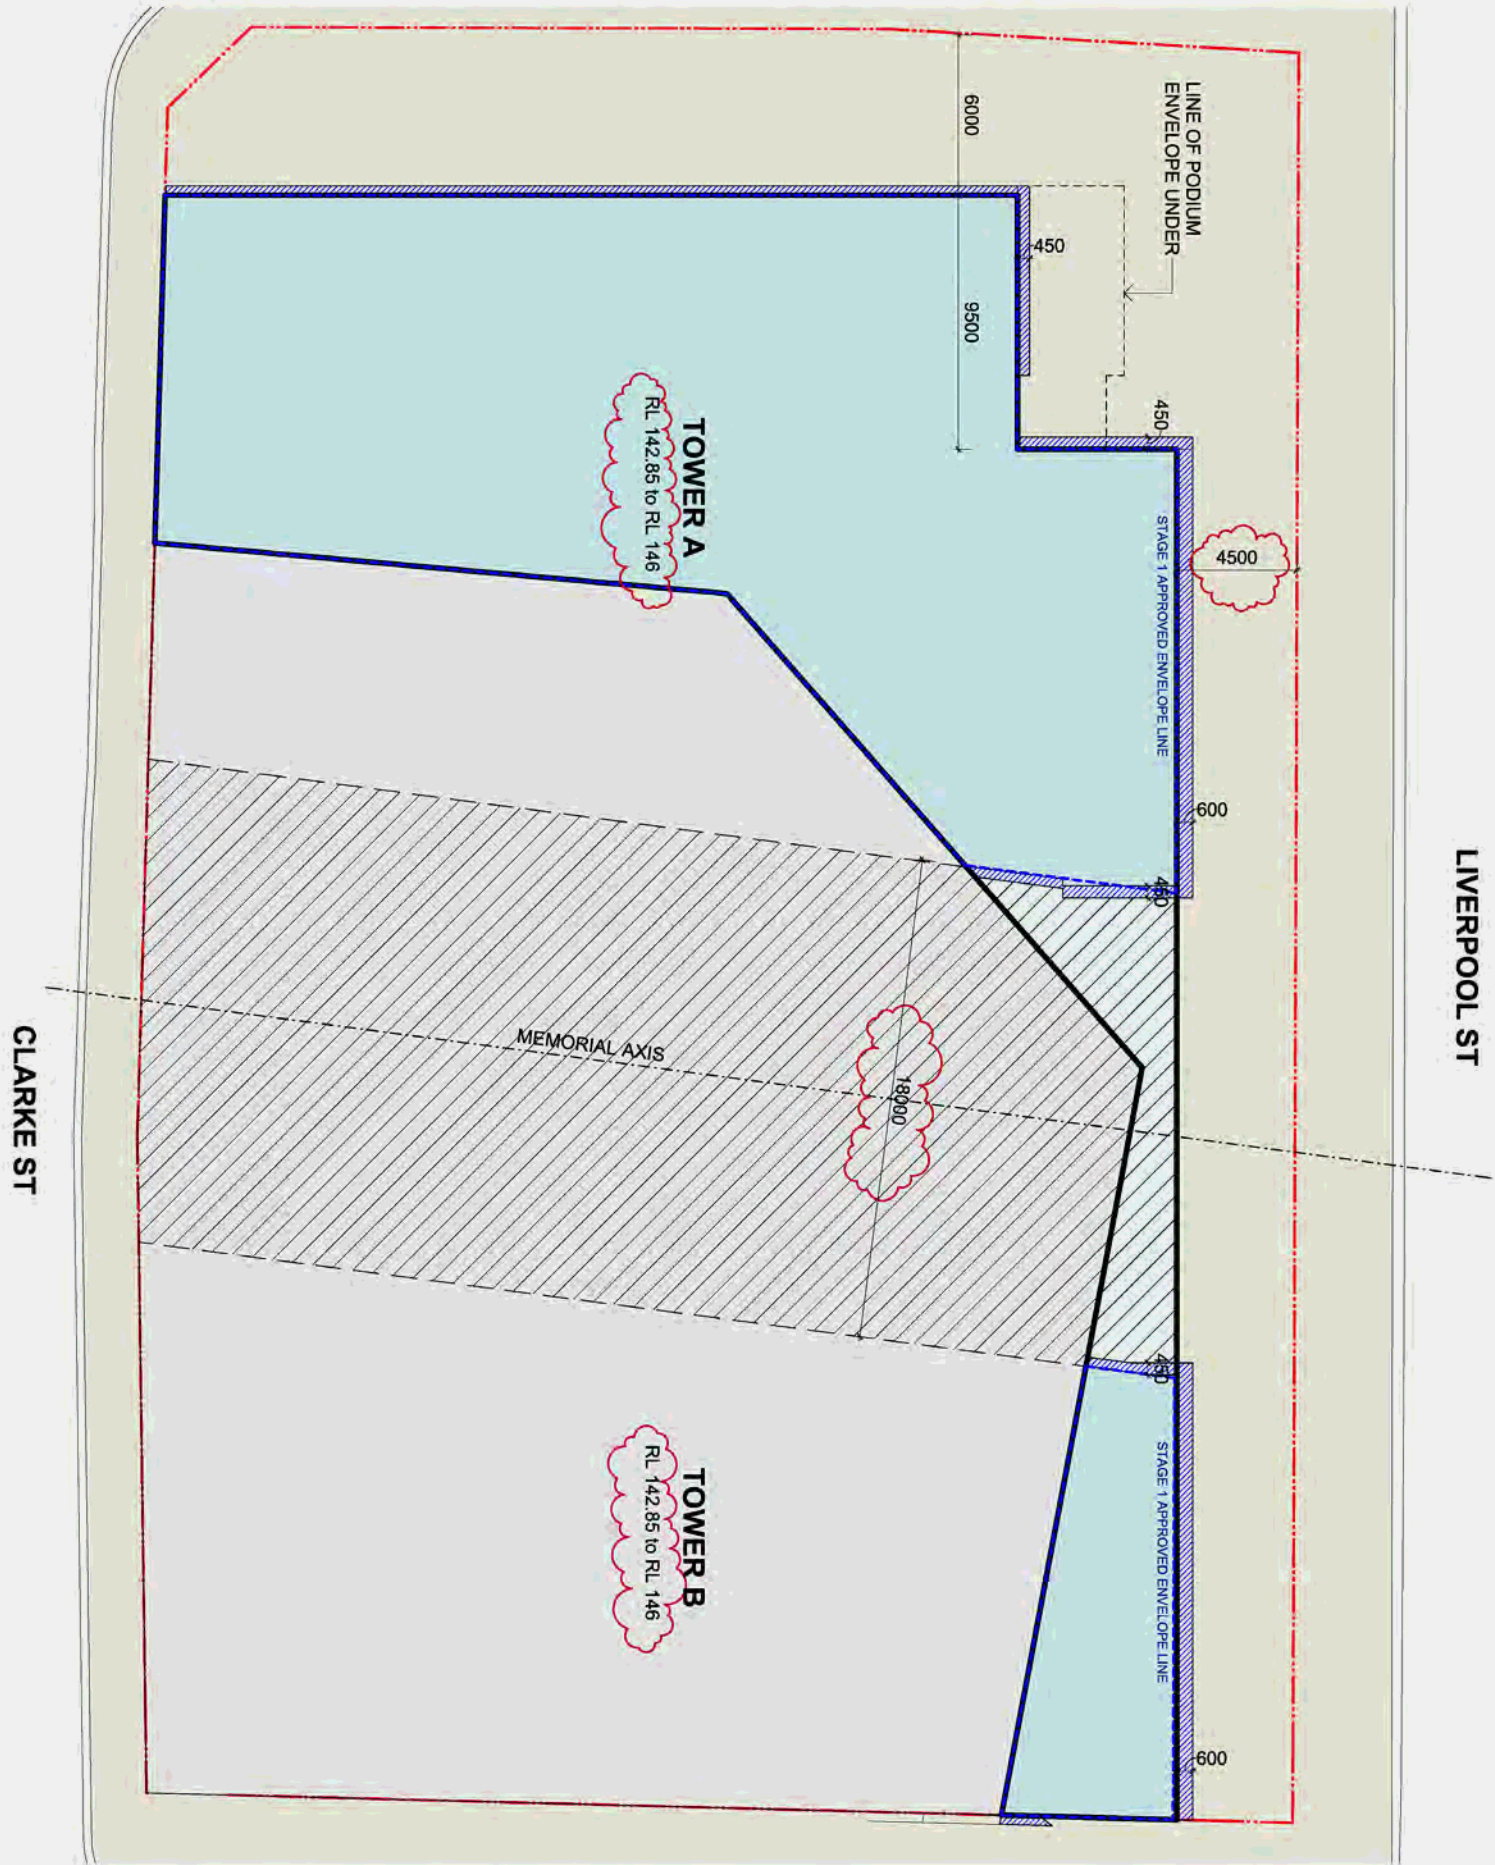 LIVERPOOL ST
LINE OF PODIUM
ENVELOPE UNDER
6000
9500
450
450
STAGE 1 APPROVED ENVELOPE LINE
4500
600
450
TOWER A
RL 142.85 to RL 146
MEMORIAL AXIS
18000
450
STAGE 1 APPROVED ENVELOPE LINE
600
TOWER B
RL 142.85 to RL 146
CLARKE ST